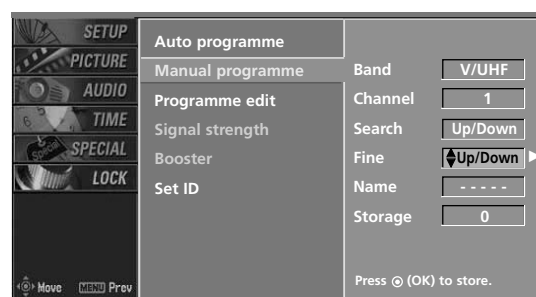 SETUP
PICTURE
AUDIO
TIME
SPECIAL
LOCK
Move MENU Prev
Auto programme
Manual programme
Programme edit
Signal strength
Booster
Set ID
Band V/UHF
Channel 1
Search Up/Down
Fine Up/Down
Name - - - - -
Storage 0
Press (OK) to store.